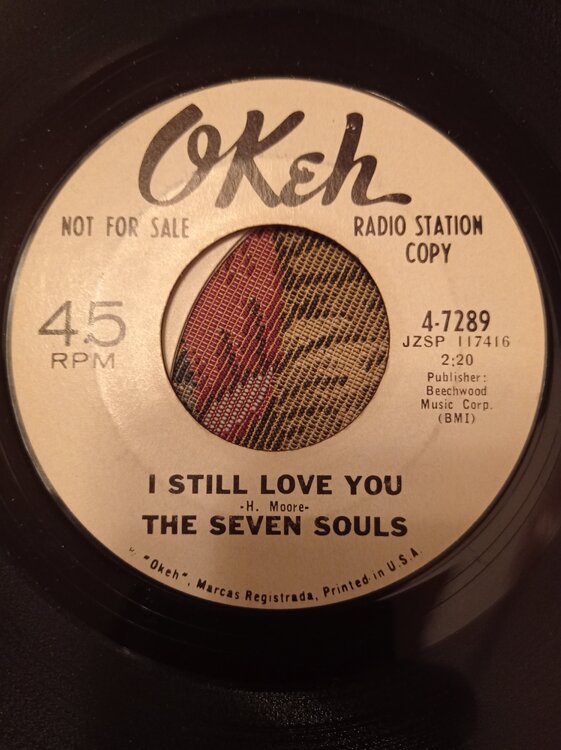 OKeh
NOT FOR SALE
RADIO STATION
COPY
45
RPM
4-7289
JZSP 117416
2:20
Publisher:
Beechwood
Music Corp.
(BMI)
I STILL LOVE YOU
-H. Moore-
THE SEVEN SOULS
"Okeh", Marcas Registrada, Printed in U.S.A.